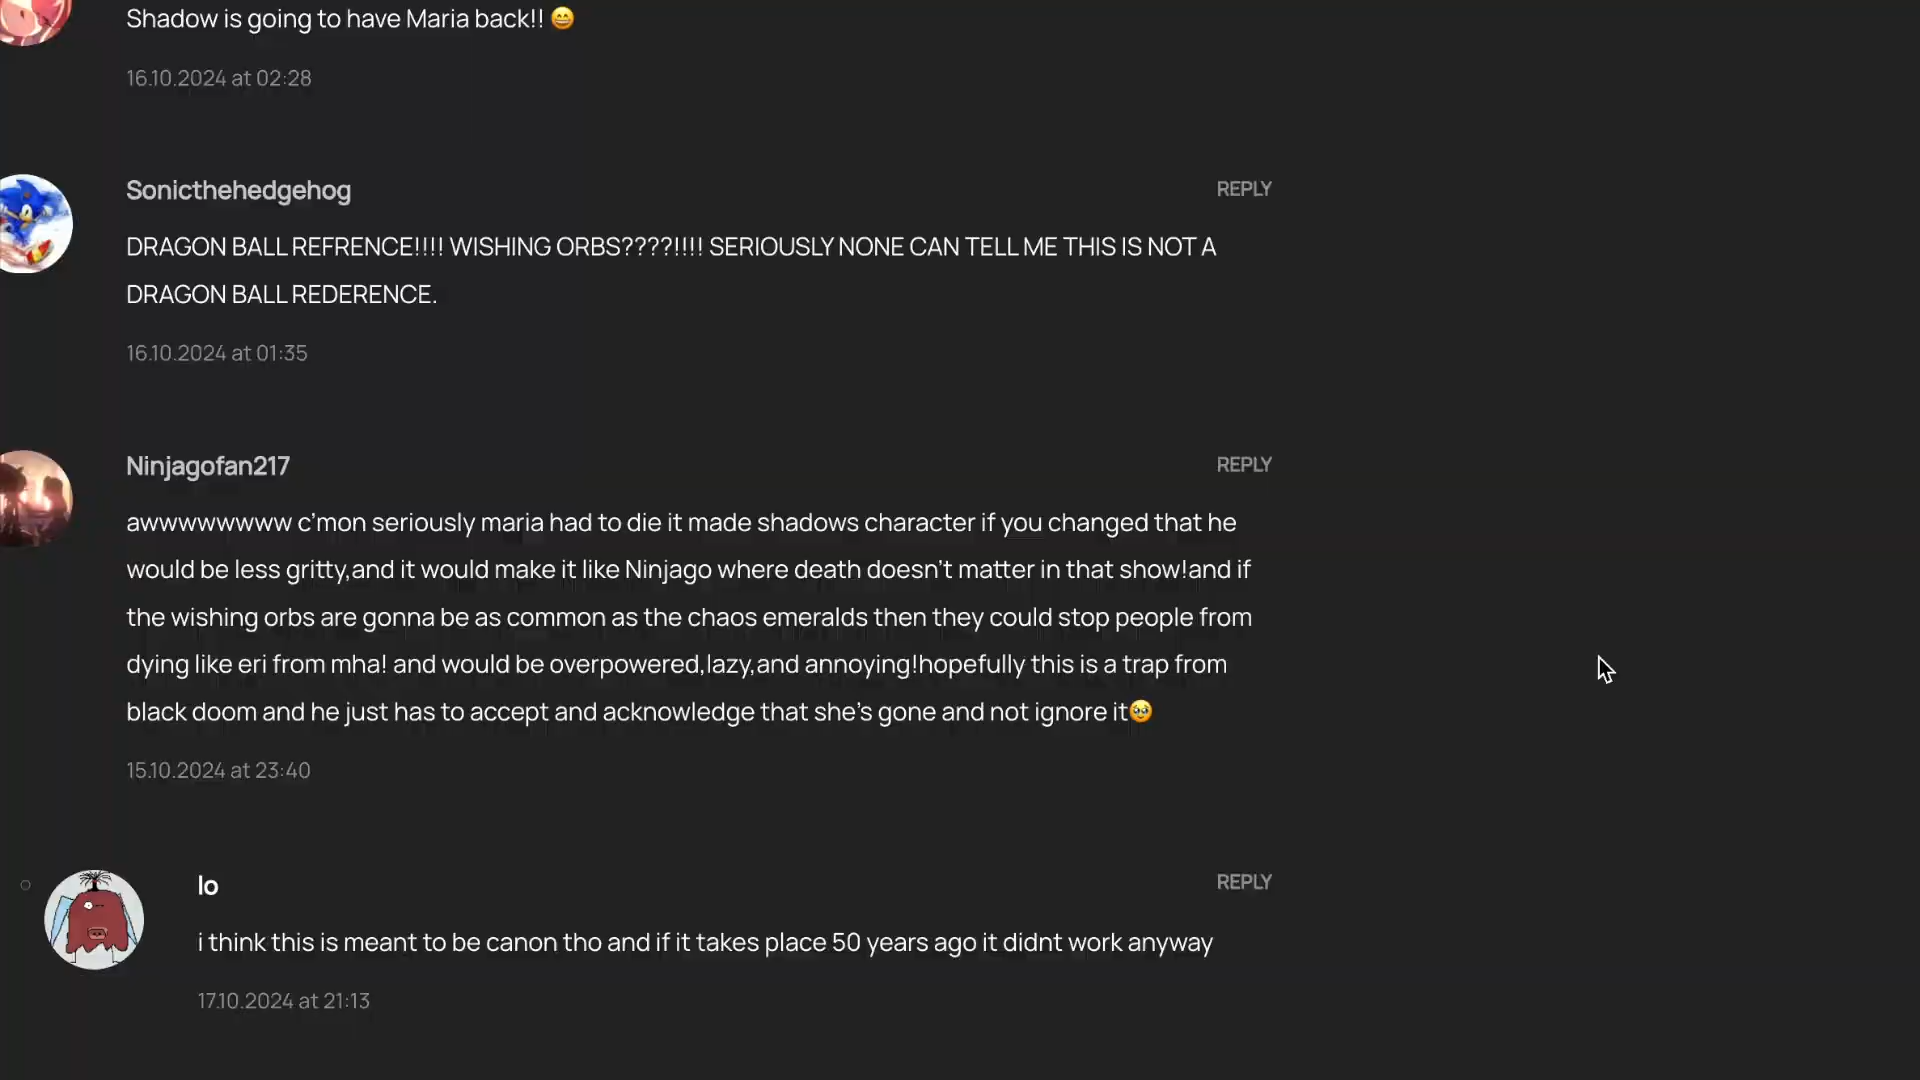 Shadow is going to have Maria back!! 😄
16.10.2024 at 02:28
Sonicthehedgehog
REPLY
DRAGON BALL REFRENCE!!!! WISHING ORBS????!!!! SERIOUSLY NONE CAN TELL ME THIS IS NOT A
DRAGON BALL REDERENCE.
16.10.2024 at 01:35
Ninjagofan217
REPLY
awwwwwwww c’mon seriously maria had to die it made shadows character if you changed that he
would be less gritty,and it would make it like Ninjago where death doesn’t matter in that show!and if
the wishing orbs are gonna be as common as the chaos emeralds then they could stop people from
dying like eri from mha! and would be overpowered,lazy,and annoying!hopefully this is a trap from
black doom and he just has to accept and acknowledge that she’s gone and not ignore it🥹
15.10.2024 at 23:40
lo
REPLY
i think this is meant to be canon tho and if it takes place 50 years ago it didnt work anyway
17.10.2024 at 21:13